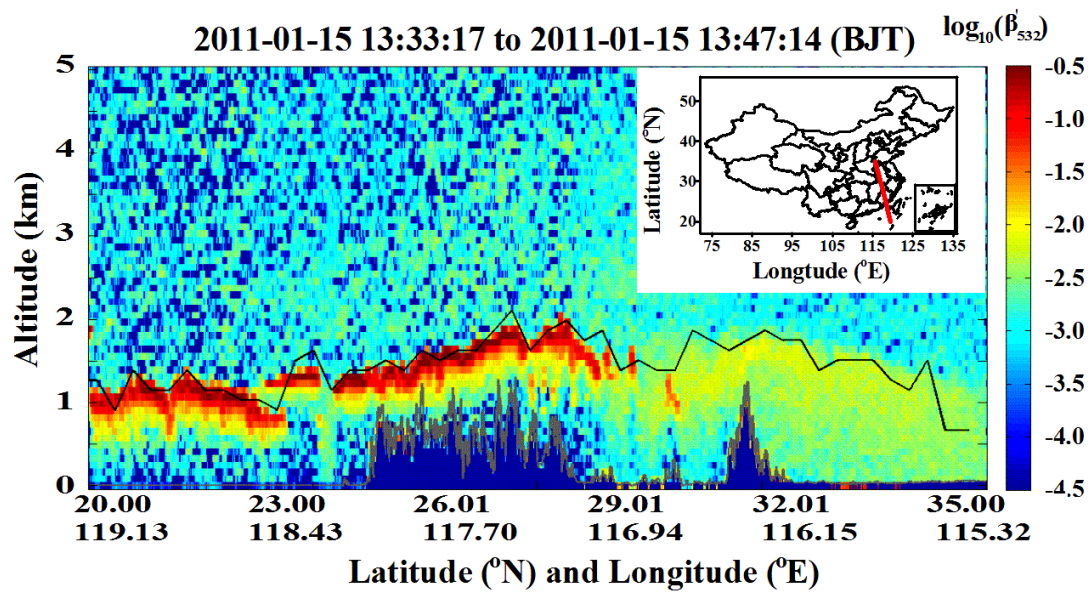 2011-01-15 13:33:17 to 2011-01-15 13:47:14 (BJT)
log10(β'532)
5
4
3
2
1
0
Altitude (km)
20.00 23.00 26.01 29.01 32.01 35.00
119.13 118.43 117.70 116.94 116.15 115.32
Latitude (°N) and Longitude (°E)
50
40
30
20
Latitude (°N)
75 85 95 105 115 125 135
Longtude (°E)
-0.5
-1.0
-1.5
-2.0
-2.5
-3.0
-3.5
-4.0
-4.5